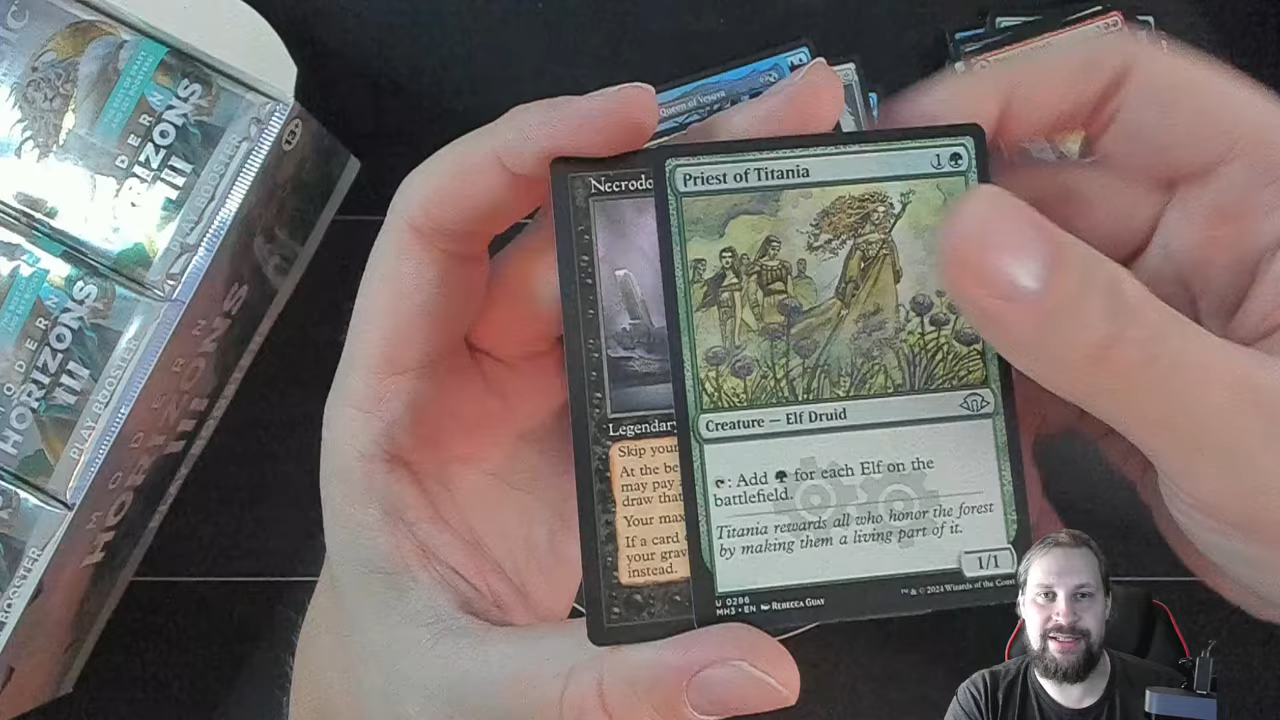 Queen of Vesuva
Priest of Titania
1
Necrodo
Creature — Elf Druid
Legendary
: Add for each Elf on the
battlefield.
Titania rewards all who honor the forest
by making them a living part of it.
1/1
U 0286
MH3 • EN REBECCA GUAY
™ & © 2024 Wizards of the Coast
Skip your
At the be
may pay
draw that
Your max
If a card
your grav
instead.
HORIZONS
III
PLAY BOOSTER
MODERN
HORIZONS
III
PLAY BOOSTER
MODERN
HORIZONS
BOOSTER
13+